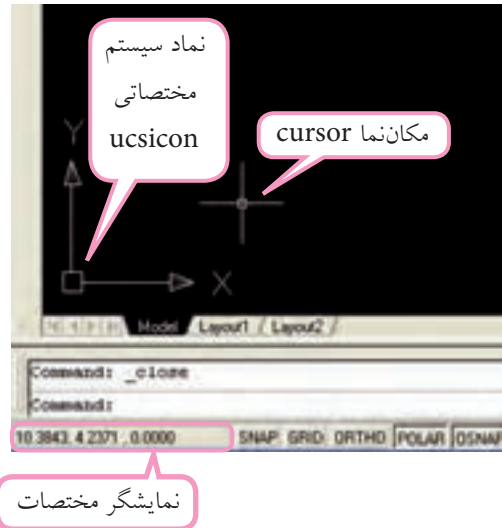 نماد سیستم
مختصاتی
ucsicon
مکان‌نما cursor
Y
X
Model Layout1 Layout2
Command: _close
Command:
10.3843, 4.2371 , 0.0000 SNAP GRID ORTHO POLAR OSNAP
نمایشگر مختصات